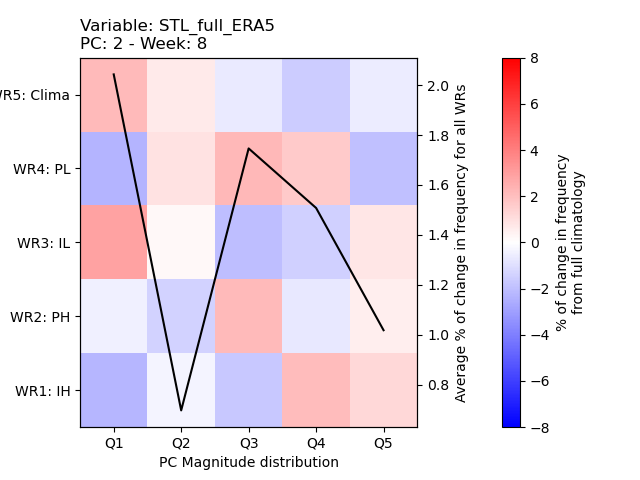 Variable: STL_full_ERA5
PC: 2 - Week: 8
WR5: Clima
WR4: PL
WR3: IL
WR2: PH
WR1: IH
Q1 Q2 Q3 Q4 Q5
PC Magnitude distribution
2.0
1.8
1.6
1.4
1.2
1.0
0.8
Average % of change in frequency for all WRs
8
6
4
2
0
−2
−4
−6
−8
% of change in frequency
from full climatology